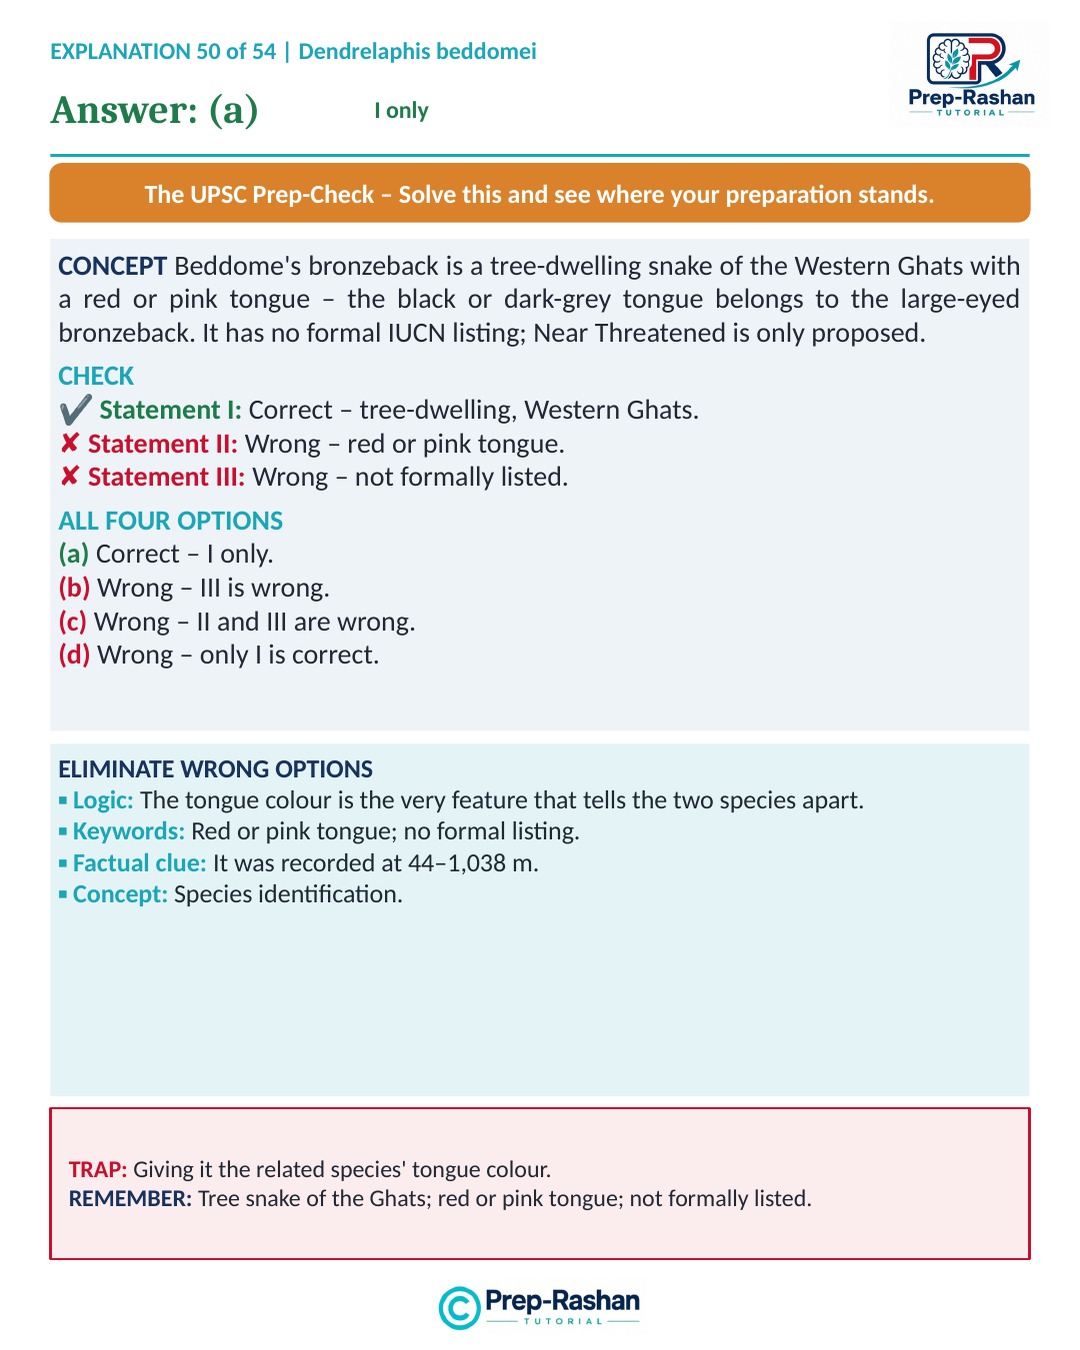 EXPLANATION 50 of 54 | Dendrelaphis beddomei
Prep-Rashan
TUTORIAL
Answer: (a) I only
The UPSC Prep-Check – Solve this and see where your preparation stands.
CONCEPT Beddome's bronzeback is a tree-dwelling snake of the Western Ghats with
a red or pink tongue – the black or dark-grey tongue belongs to the large-eyed
bronzeback. It has no formal IUCN listing; Near Threatened is only proposed.
CHECK
✔ Statement I: Correct – tree-dwelling, Western Ghats.
✘ Statement II: Wrong – red or pink tongue.
✘ Statement III: Wrong – not formally listed.
ALL FOUR OPTIONS
(a) Correct – I only.
(b) Wrong – III is wrong.
(c) Wrong – II and III are wrong.
(d) Wrong – only I is correct.
ELIMINATE WRONG OPTIONS
▪ Logic: The tongue colour is the very feature that tells the two species apart.
▪ Keywords: Red or pink tongue; no formal listing.
▪ Factual clue: It was recorded at 44–1,038 m.
▪ Concept: Species identification.
TRAP: Giving it the related species' tongue colour.
REMEMBER: Tree snake of the Ghats; red or pink tongue; not formally listed.
© Prep-Rashan
TUTORIAL